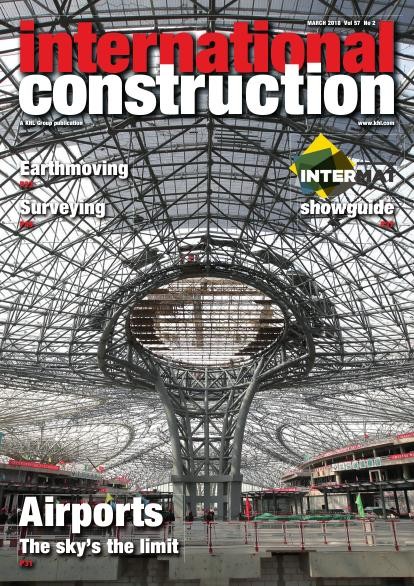 MARCH 2018 Vol 57 No 2
international
construction
A KHL Group publication
www.khl.com
Earthmoving
Surveying
INTERMAT
showguide
Airports
The sky's the limit
P31